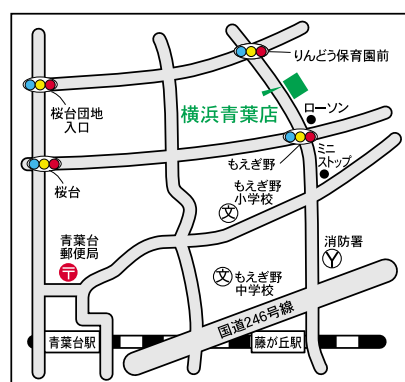 りんどう保育園前
桜台団地
入口
横浜青葉店
ローソン
もえぎ野
ミニ
ストップ
桜台
もえぎ野
小学校
文
青葉台
郵便局
〒
消防署
Y
文
もえぎ野
中学校
国道246号線
青葉台駅
藤が丘駅